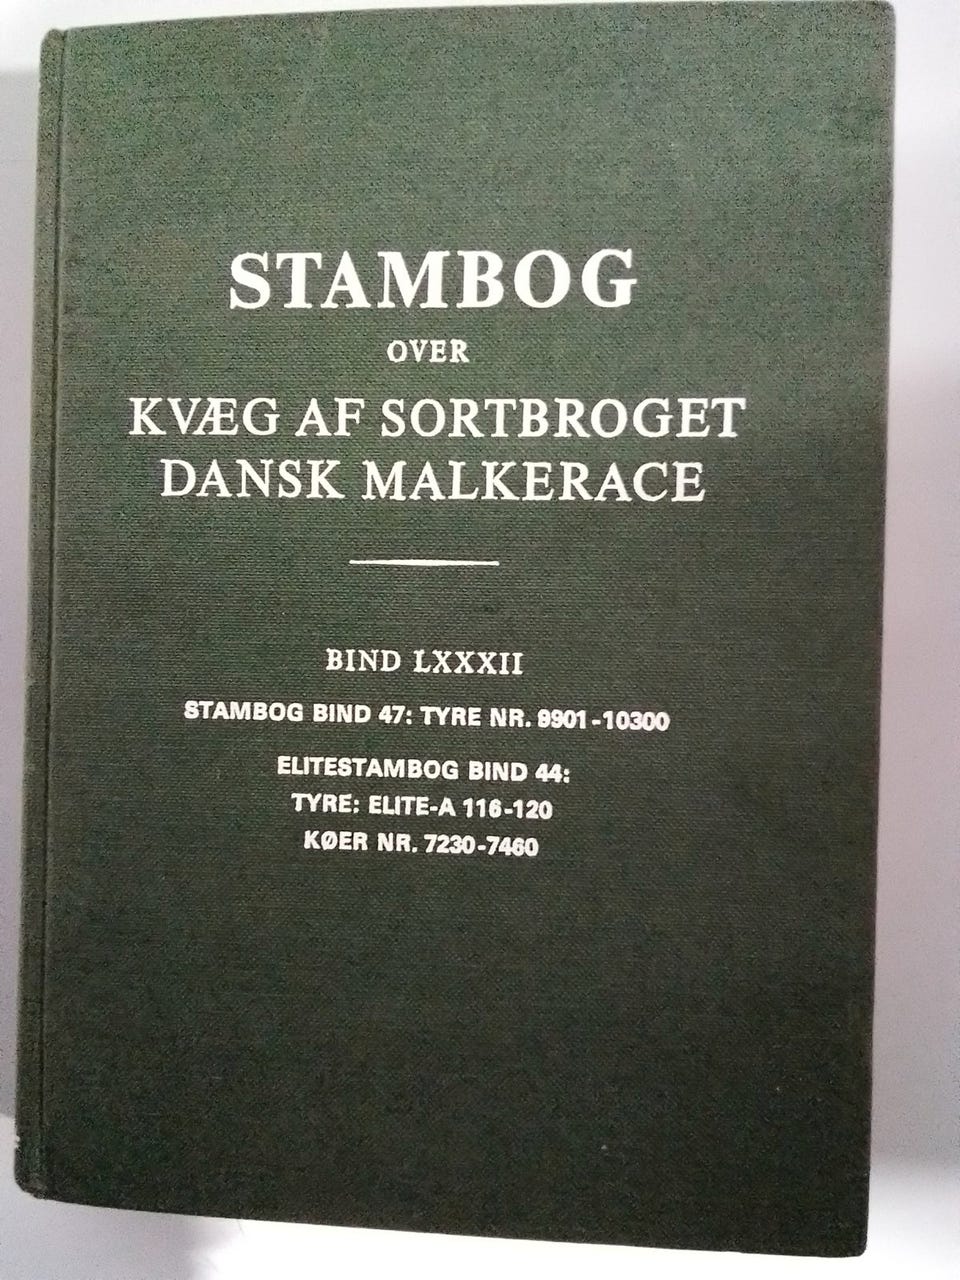 STAMBOG
OVER
KVÆG AF SORTBROGET
DANSK MALKERACE
BIND LXXXII
STAMBOG BIND 47: TYRE NR. 9901-10300
ELITESTAMBOG BIND 44:
TYRE: ELITE-A 116-120
KØER NR. 7230-7460